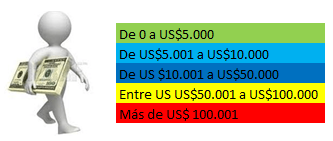 De 0 a US$5.000
De US$5.001 a US$10.000
De US $10.001 a US$50.000
Entre US US$50.001 a US$100.000
Más de US$ 100.001